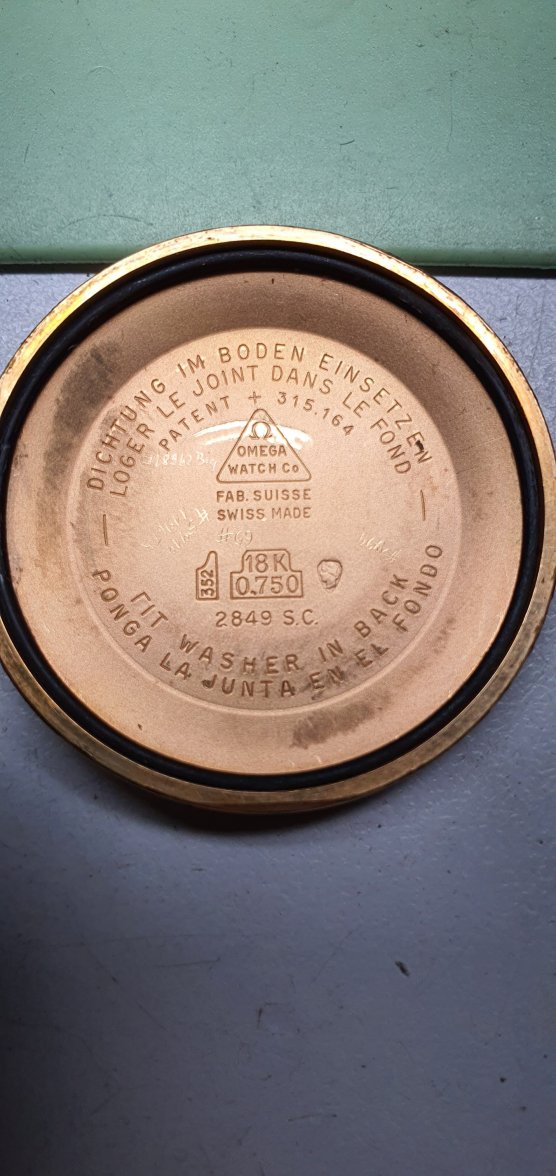 DICHTUNG IM BODEN EINSETZEN
LOGER LE JOINT DANS LE FOND
PATENT + 315.164
Ω
OMEGA
WATCH Co
FAB. SUISSE
SWISS MADE
352
18K
0,750
2849 S.C.
FIT WASHER IN BACK
PONGA LA JUNTA EN EL FONDO